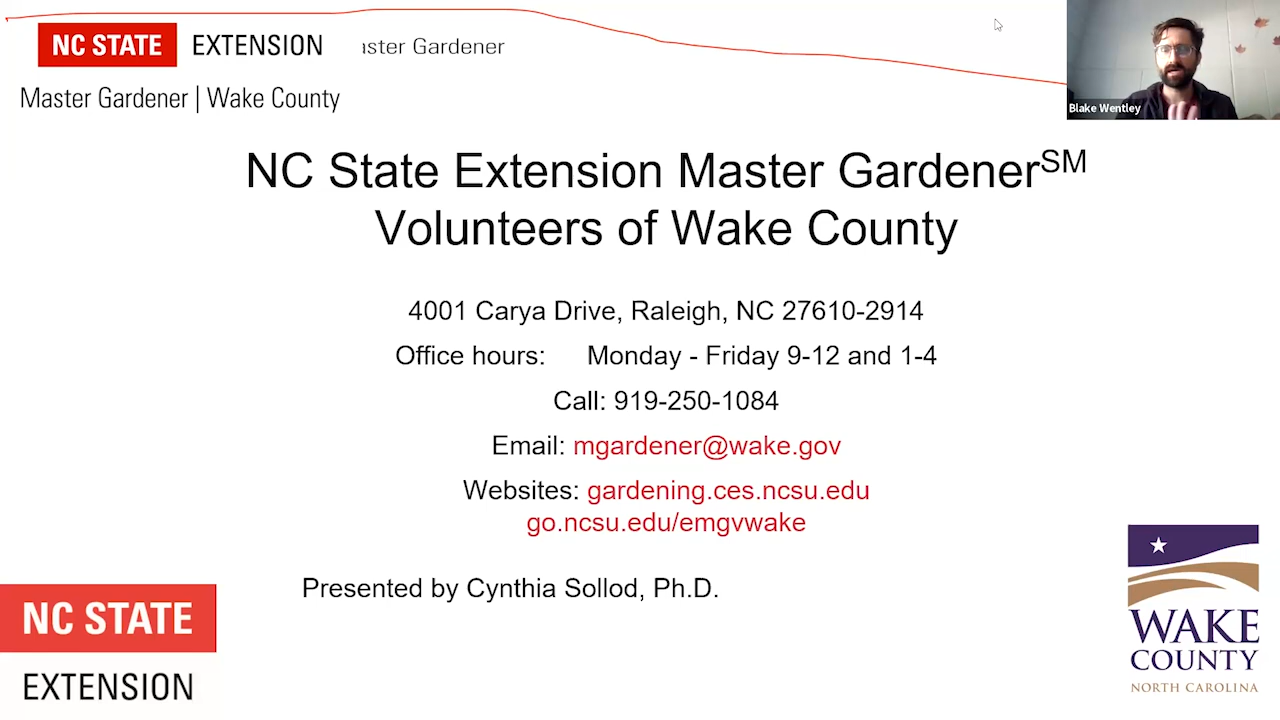 NC STATE EXTENSION
aster Gardener
Master Gardener | Wake County
Blake Wentley
NC State Extension Master GardenerSM
Volunteers of Wake County
4001 Carya Drive, Raleigh, NC 27610-2914
Office hours: Monday - Friday 9-12 and 1-4
Call: 919-250-1084
Email: mgardener@wake.gov
Websites: gardening.ces.ncsu.edu
go.ncsu.edu/emgvwake
Presented by Cynthia Sollod, Ph.D.
NC STATE
EXTENSION
WAKE
COUNTY
NORTH CAROLINA